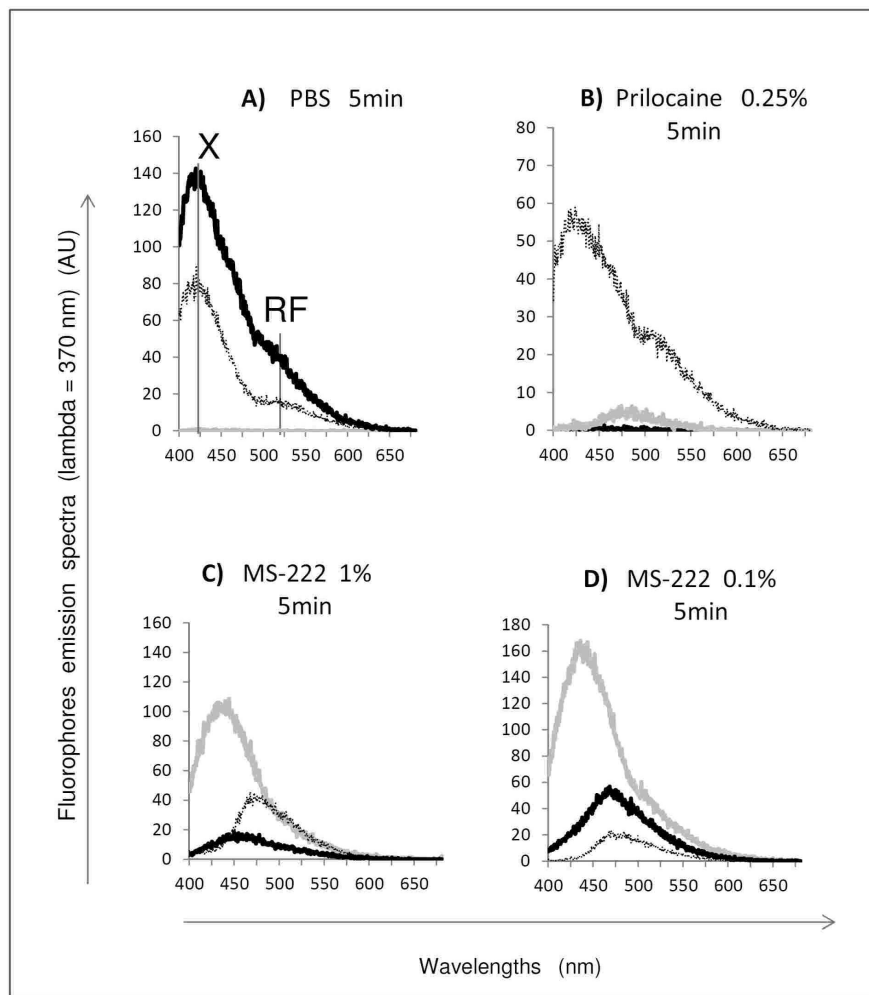 A) PBS 5min
B) Prilocaine 0.25%
5min
160
140
120
100
80
60
40
20
0
X
RF
400 450 500 550 600 650
80
70
60
50
40
30
20
10
0
400 450 500 550 600 650
C) MS-222 1%
5min
D) MS-222 0.1%
5min
160
140
120
100
80
60
40
20
0
400 450 500 550 600 650
180
160
140
120
100
80
60
40
20
0
400 450 500 550 600 650
Fluorophores emission spectra (lambda = 370 nm) (AU)
Wavelengths (nm)